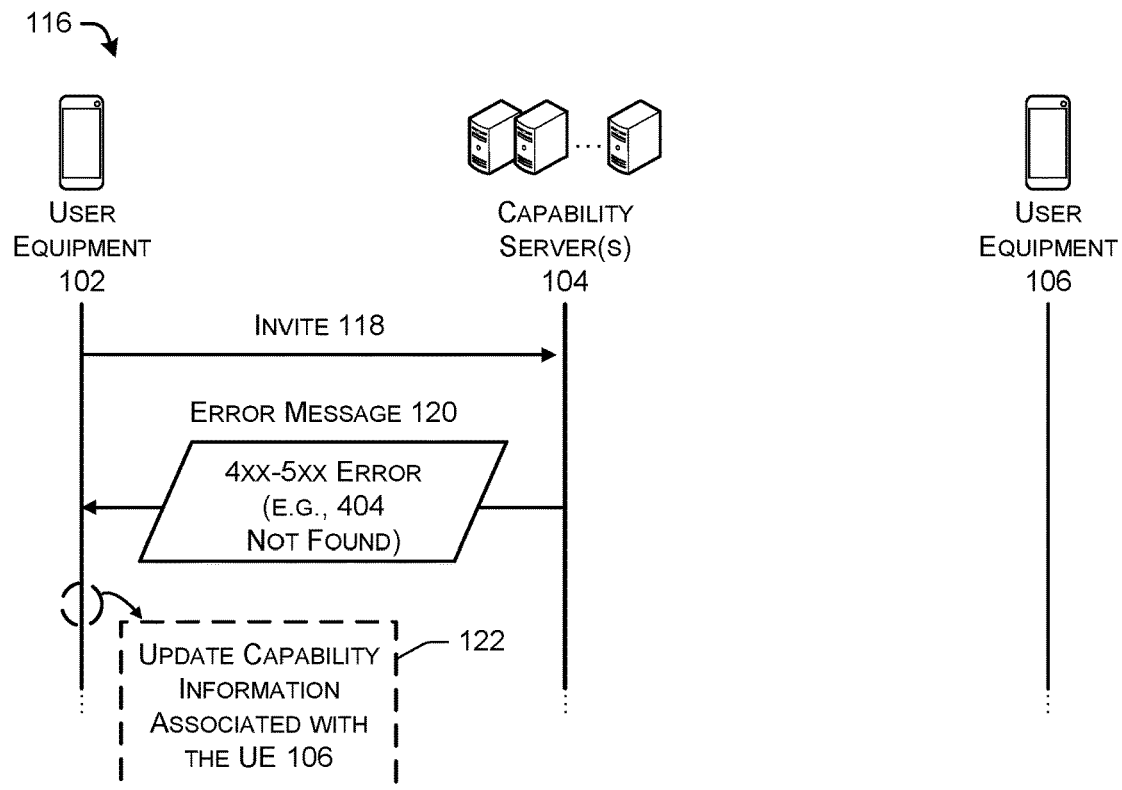 116
USER
EQUIPMENT
102
CAPABILITY
SERVER(S)
104
USER
EQUIPMENT
106
INVITE 118
ERROR MESSAGE 120
4XX-5XX ERROR
(E.G., 404
NOT FOUND)
122
UPDATE CAPABILITY
INFORMATION
ASSOCIATED WITH
THE UE 106